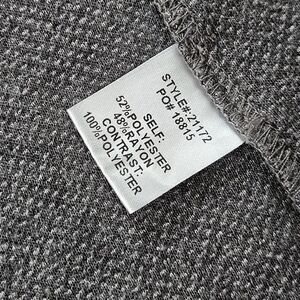 STYLE#:21172
PO# 18815
SELF:
52%POLYESTER
48%RAYON
CONTRAST:
100%POLYESTER